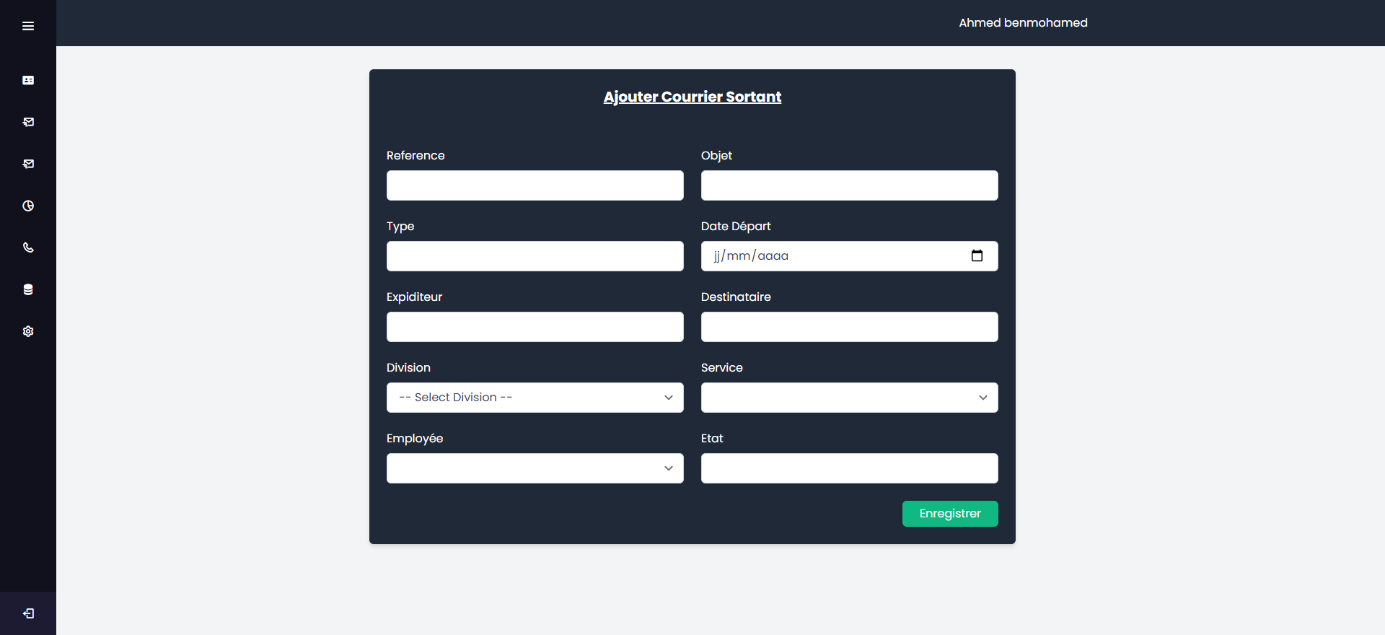 Ahmed benmohamed
Ajouter Courrier Sortant
Reference
Objet
Type
Date Départ
jj/mm/aaaa
Expiditeur
Destinataire
Division
Service
-- Select Division --
Employée
Etat
Enregistrer